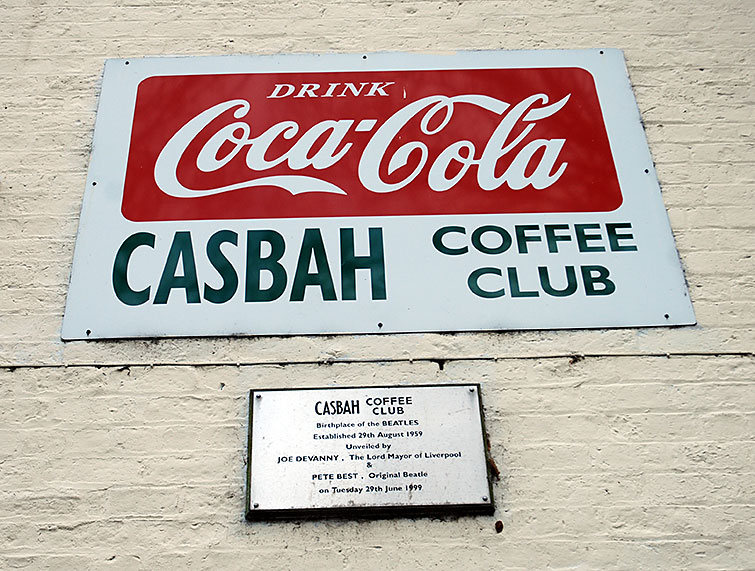 DRINK
Coca-Cola
CASBAH COFFEE
CLUB
CASBAH COFFEE
CLUB
Birthplace of the BEATLES
Established 29th August 1959
Unveiled by
JOE DEVANNY , The Lord Mayor of Liverpool
&
PETE BEST , Original Beatle
on Tuesday 29th June 1999